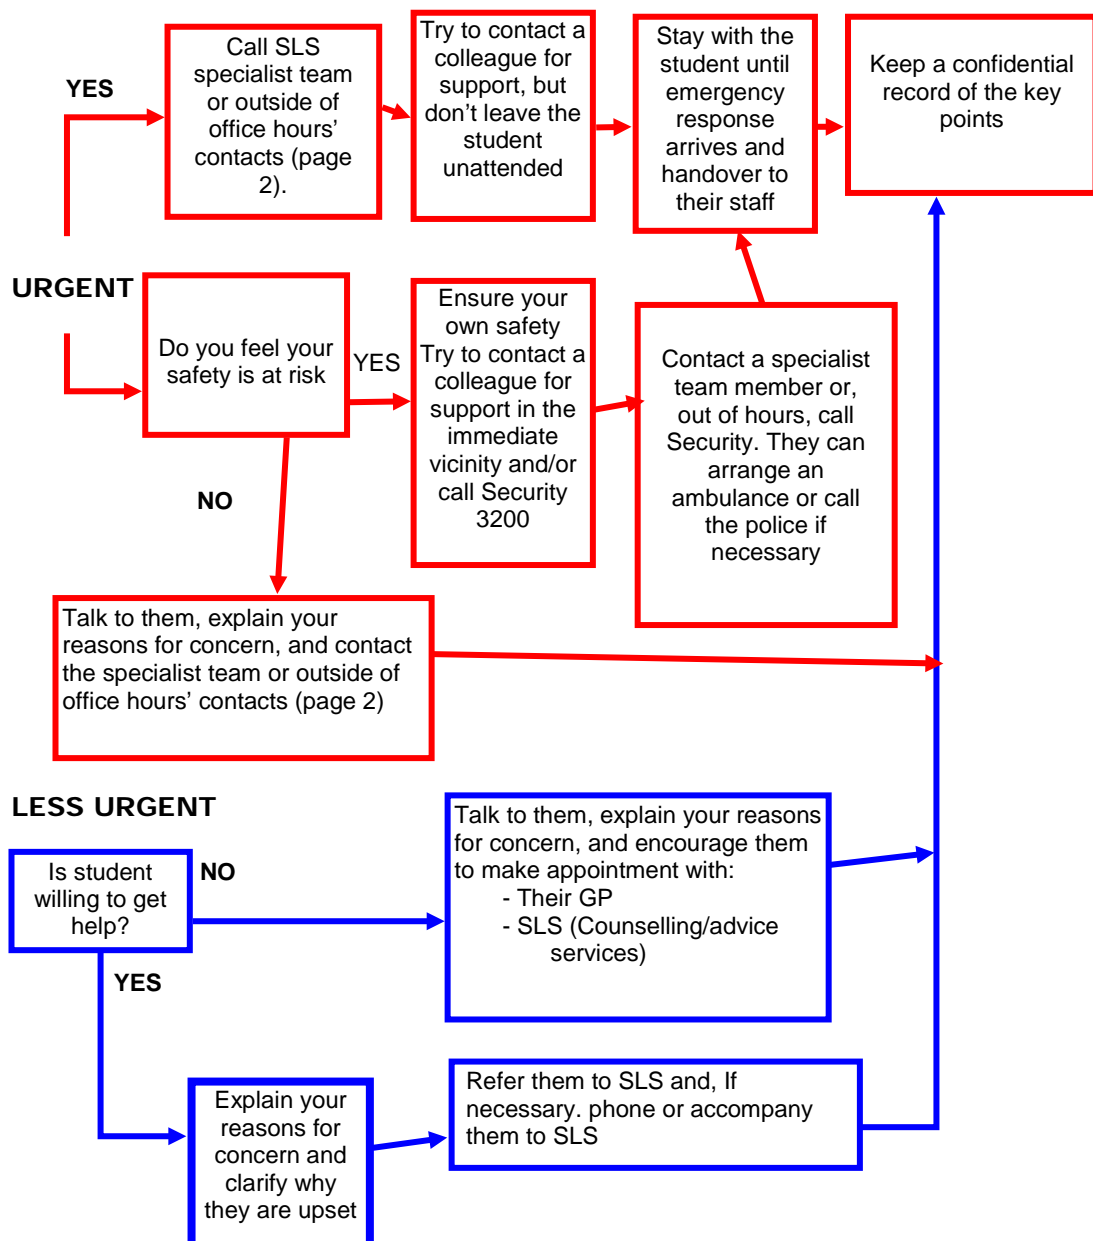 YES
Call SLS
specialist team
or outside of
office hours’
contacts (page
2).
Try to contact a
colleague for
support, but
don’t leave the
student
unattended
Stay with the
student until
emergency
response
arrives and
handover to
their staff
Keep a confidential
record of the key
points
URGENT
Do you feel your
safety is at risk
YES
Ensure your
own safety
Try to contact a
colleague for
support in the
immediate
vicinity and/or
call Security
3200
Contact a specialist
team member or,
out of hours, call
Security. They can
arrange an
ambulance or call
the police if
necessary
NO
Talk to them, explain your
reasons for concern, and contact
the specialist team or outside of
office hours’ contacts (page 2)
LESS URGENT
Is student
willing to get
help?
NO
Talk to them, explain your reasons
for concern, and encourage them
to make appointment with:
- Their GP
- SLS (Counselling/advice
services)
YES
Explain your
reasons for
concern and
clarify why
they are upset
Refer them to SLS and, If
necessary. phone or accompany
them to SLS